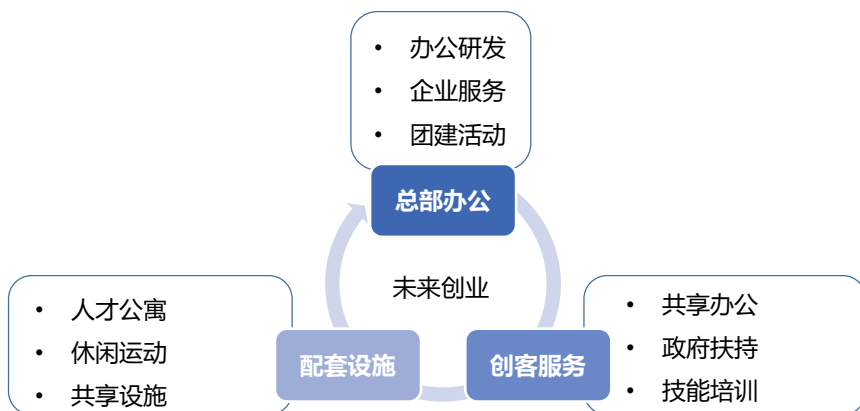 • 办公研发
• 企业服务
• 团建活动
总部办公
未来创业
• 人才公寓
• 休闲运动
• 共享设施
配套设施
创客服务
• 共享办公
• 政府扶持
• 技能培训